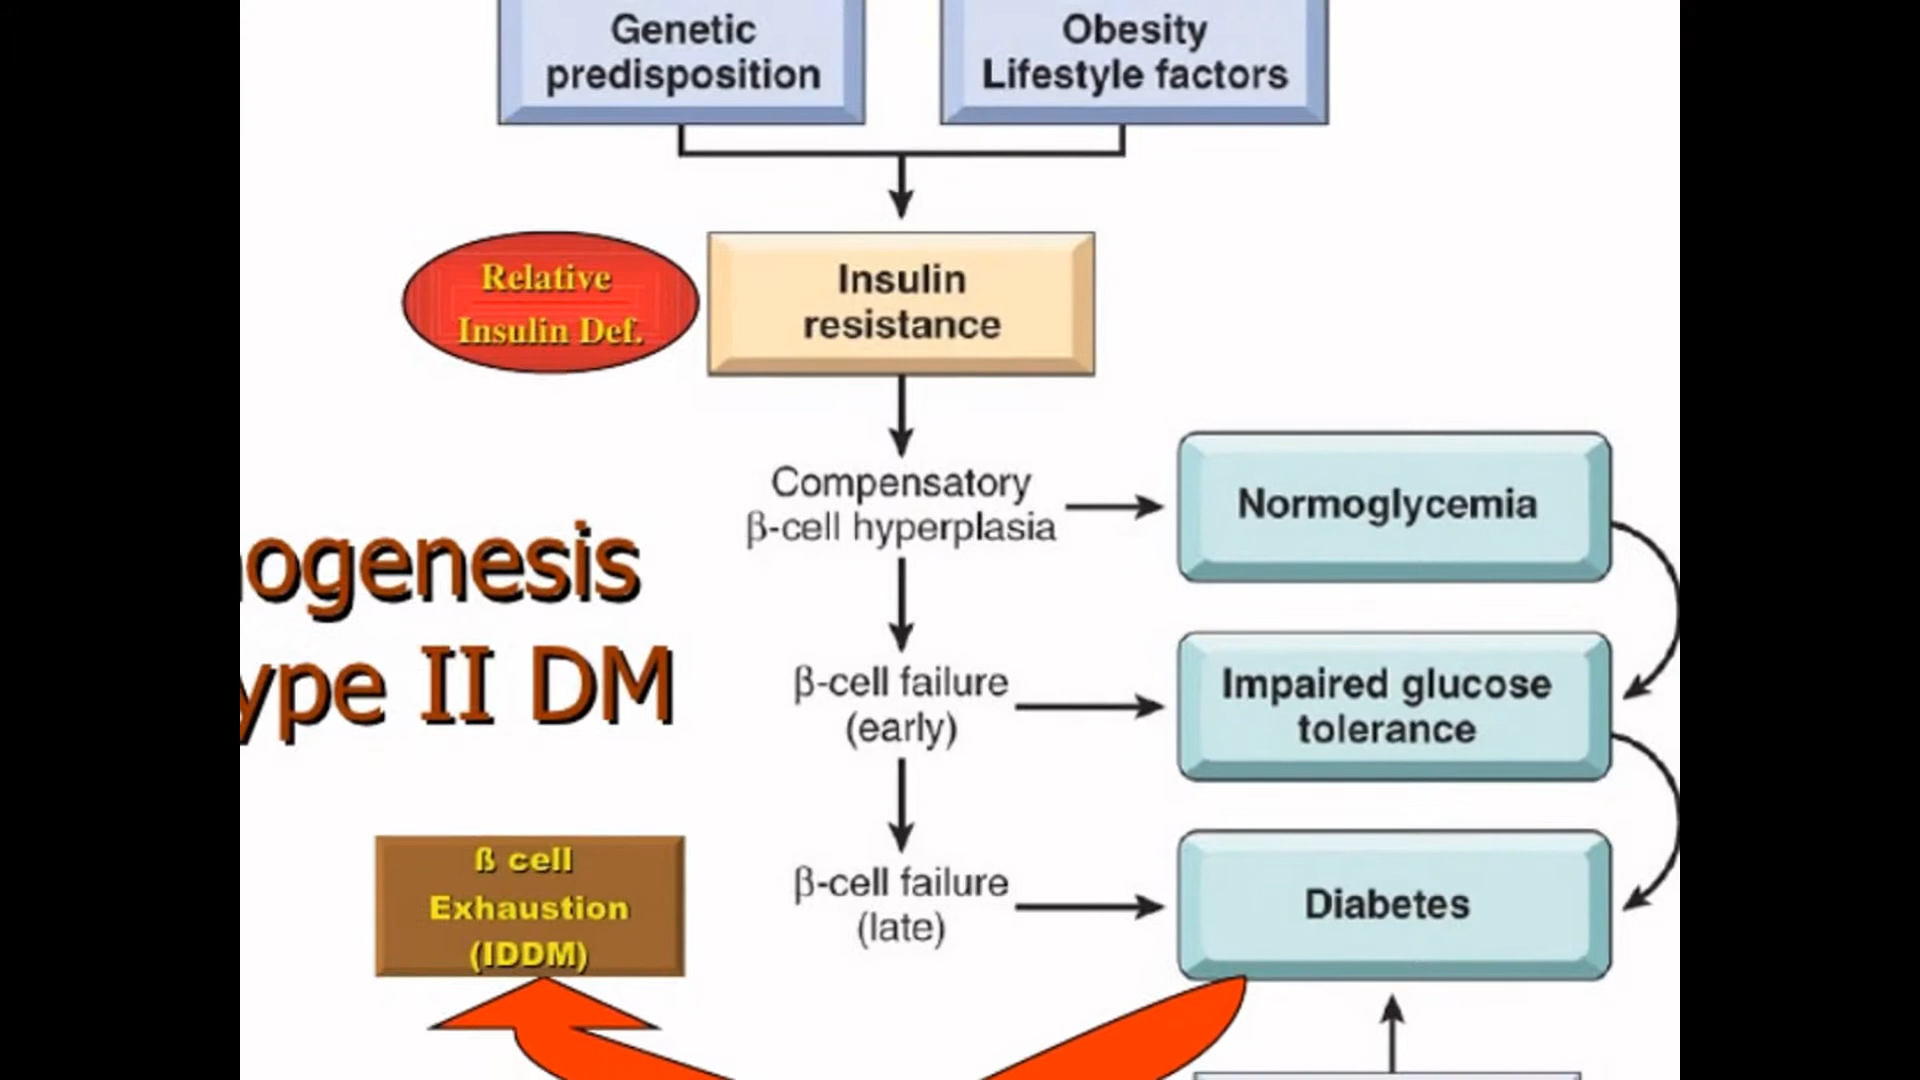 Genetic
predisposition
Obesity
Lifestyle factors
Relative
Insulin Def.
Insulin
resistance
Compensatory
β-cell hyperplasia
Normoglycemia
ogenesis
ype II DM
β-cell failure
(early)
Impaired glucose
tolerance
ß cell
Exhaustion
(IDDM)
β-cell failure
(late)
Diabetes